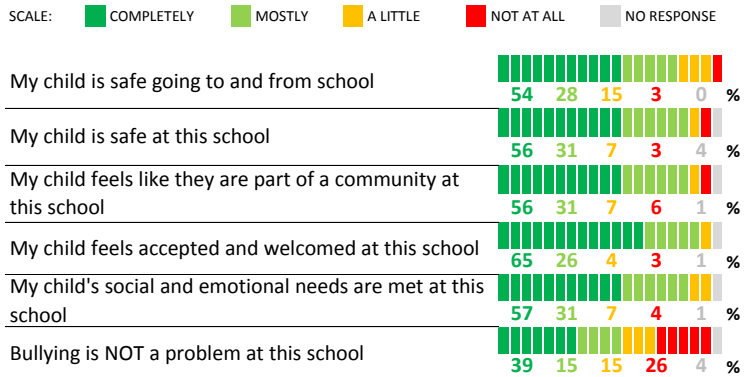 SCALE: COMPLETELY MOSTLY A LITTLE NOT AT ALL NO RESPONSE
My child is safe going to and from school
54 28 15 3 0 %
My child is safe at this school
56 31 7 3 4 %
My child feels like they are part of a community at
this school
56 31 7 6 1 %
My child feels accepted and welcomed at this school
65 26 4 3 1 %
My child's social and emotional needs are met at this
school
57 31 7 4 1 %
Bullying is NOT a problem at this school
39 15 15 26 4 %